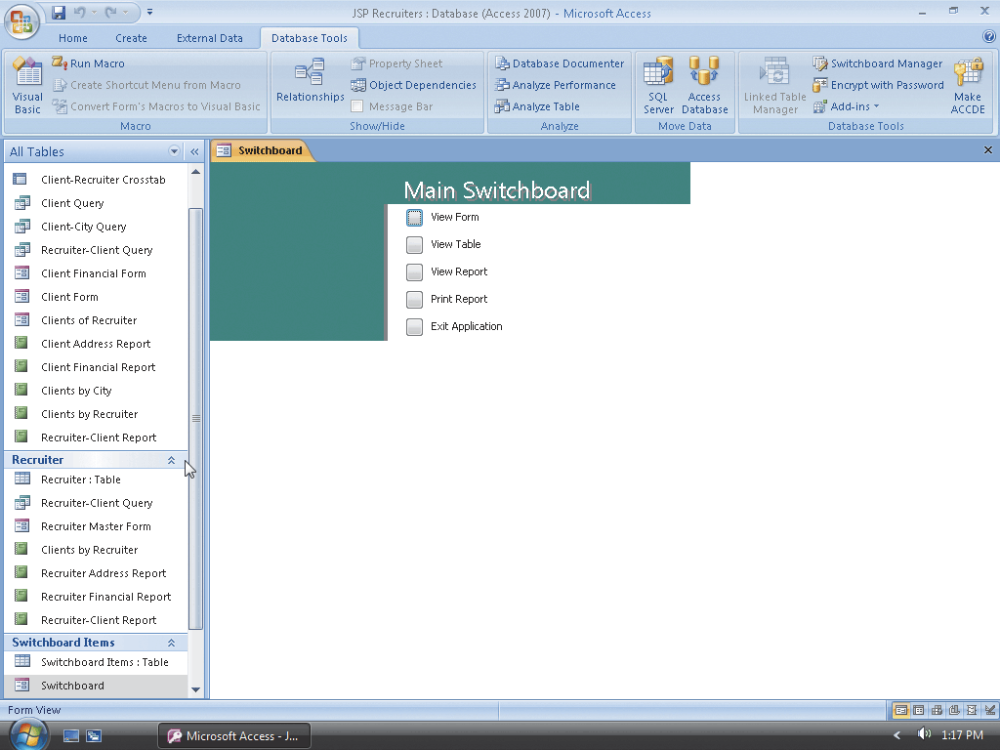 JSP Recruiters : Database (Access 2007) - Microsoft Access
Home Create External Data Database Tools
Visual Basic
Run Macro
Create Shortcut Menu from Macro
Convert Form's Macros to Visual Basic
Macro
Relationships
Property Sheet
Object Dependencies
Message Bar
Show/Hide
Database Documenter
Analyze Performance
Analyze Table
Analyze
SQL Server
Access Database
Move Data
Linked Table Manager
Switchboard Manager
Encrypt with Password
Add-ins
Make ACCDE
Database Tools
All Tables
Client-Recruiter Crosstab
Client Query
Client-City Query
Recruiter-Client Query
Client Financial Form
Client Form
Clients of Recruiter
Client Address Report
Client Financial Report
Clients by City
Clients by Recruiter
Recruiter-Client Report
Recruiter
Recruiter : Table
Recruiter-Client Query
Recruiter Master Form
Clients by Recruiter
Recruiter Address Report
Recruiter Financial Report
Recruiter-Client Report
Switchboard Items
Switchboard Items : Table
Switchboard
Switchboard
Main Switchboard
View Form
View Table
View Report
Print Report
Exit Application
Form View
Microsoft Access - J...
1:17 PM